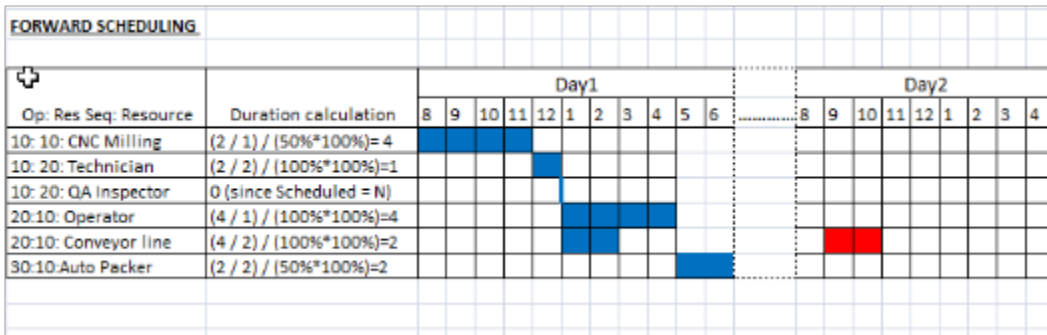 FORWARD SCHEDULING
Day1 Day2
Op: Res Seq: Resource Duration calculation 8 9 10 11 12 1 2 3 4 5 6 ............. 8 9 10 11 12 1 2 3 4
10: 10: CNC Milling (2 / 1) / (50%*100%)= 4
10: 20: Technician (2 / 2) / (100%*100%)=1
10: 20: QA Inspector 0 (since Scheduled = N)
20:10: Operator (4 / 1) / (100%*100%)=4
20:10: Conveyor line (4 / 2) / (100%*100%)=2
30:10:Auto Packer (2 / 2) / (50%*100%)=2